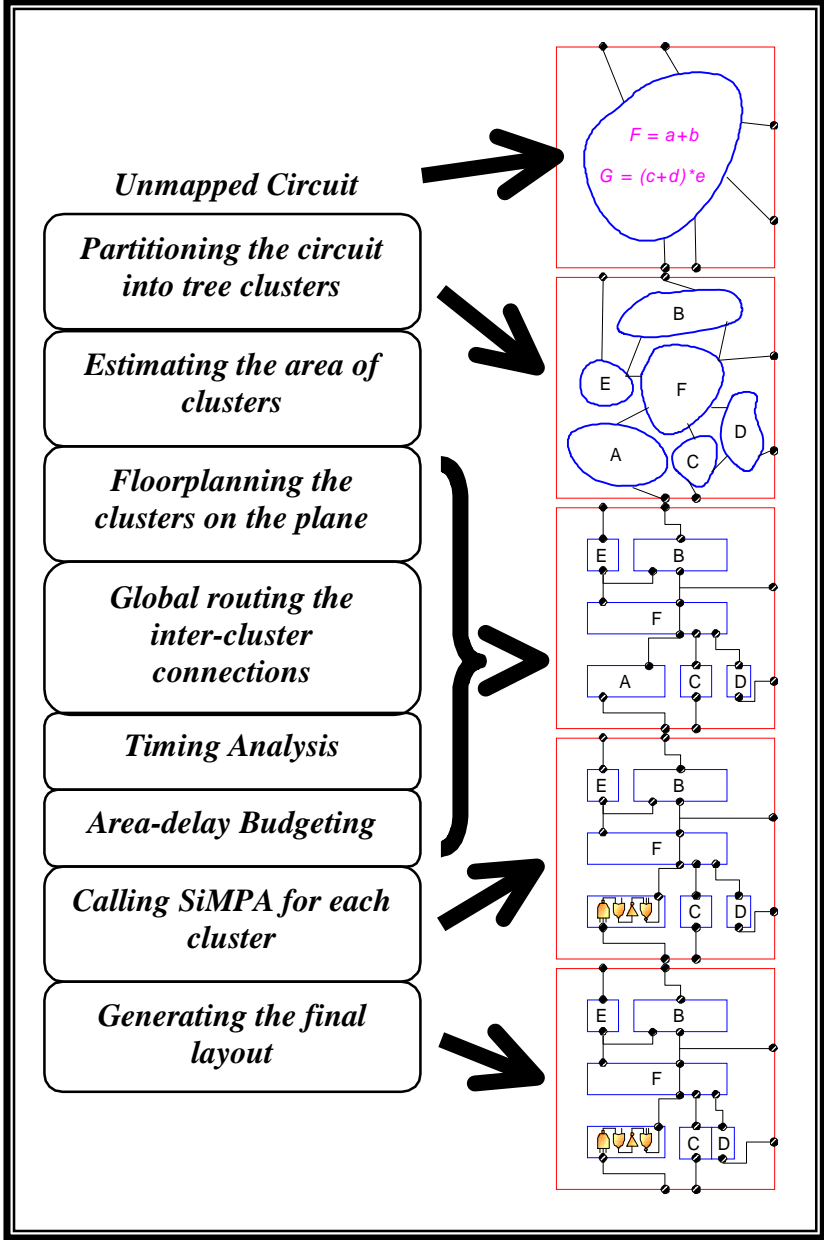 Unmapped Circuit
Partitioning the circuit
into tree clusters
Estimating the area of
clusters
Floorplanning the
clusters on the plane
Global routing the
inter-cluster
connections
Timing Analysis
Area-delay Budgeting
Calling SiMPA for each
cluster
Generating the final
layout
F = a+b
G = (c+d)*e
B
E
F
D
A
C
E
B
F
A
C
D
E
B
F
C
D
E
B
F
C
D